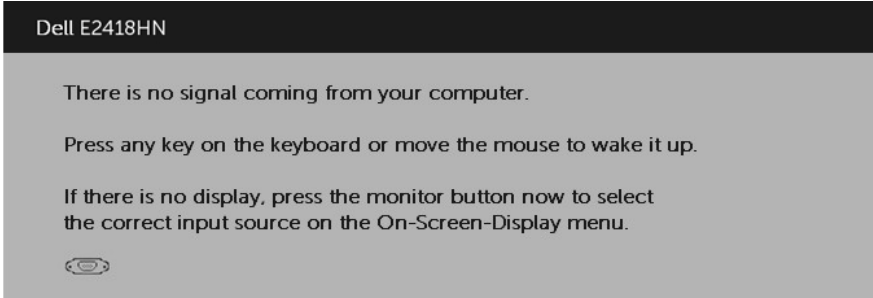 Dell E2418HN
There is no signal coming from your computer.
Press any key on the keyboard or move the mouse to wake it up.
If there is no display, press the monitor button now to select
the correct input source on the On-Screen-Display menu.